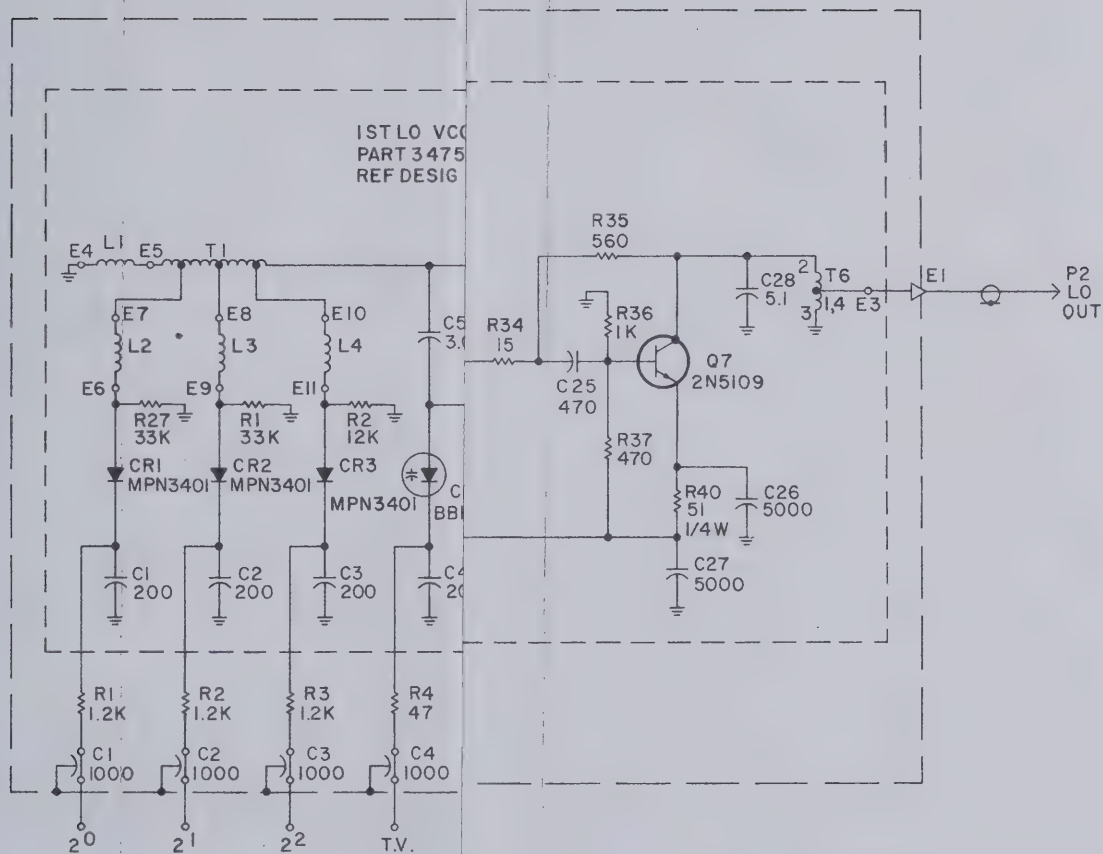 1ST LO VCO
PART 3475
REF DESIG
E4
L1
E5
T1
E7
E8
E10
L2
L3
L4
E6
E9
E11
R27
33K
R1
33K
R2
12K
CR1
MPN3401
CR2
MPN3401
CR3
MPN3401
C5
3.
*
C
BB
C1
200
C2
200
C3
200
C4
20
R1
1.2K
R2
1.2K
R3
1.2K
R4
47
C1
1000
C2
1000
C3
1000
C4
1000
2⁰
2¹
2²
T.V.
R35
560
R34
15
R36
1K
C25
470
R37
470
Q7
2N5109
C28
5.1
2
T6
1,4
3
E3
E1
P2
LO
OUT
R40
51
1/4W
C26
5000
C27
5000